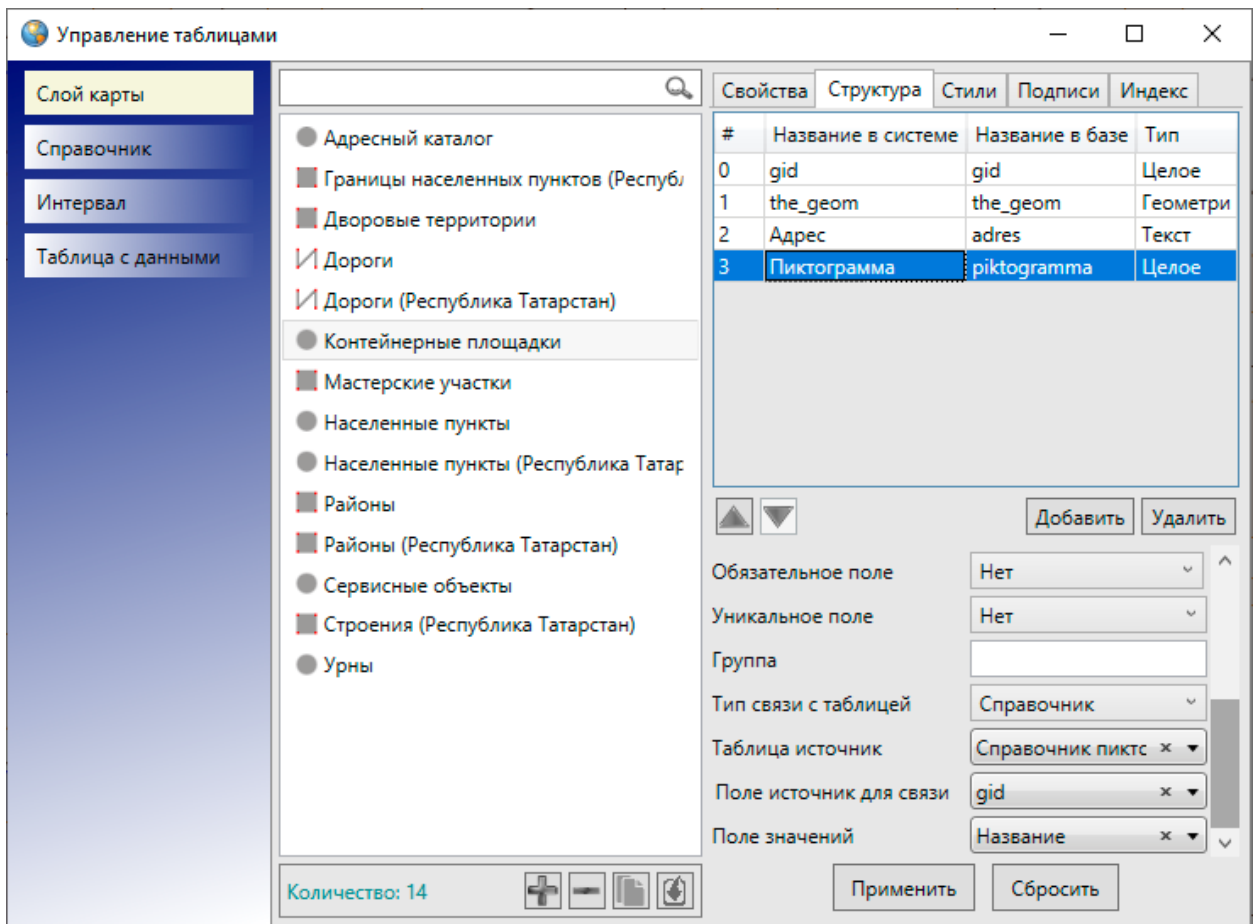 Управление таблицами
Слой карты
Справочник
Интервал
Таблица с данными
Адресный каталог
Границы населенных пунктов (Республ
Дворовые территории
Дороги
Дороги (Республика Татарстан)
Контейнерные площадки
Мастерские участки
Населенные пункты
Населенные пункты (Республика Татар
Районы
Районы (Республика Татарстан)
Сервисные объекты
Строения (Республика Татарстан)
Урны
Количество: 14
Свойства Структура Стили Подписи Индекс
# Название в системе Название в базе Тип
0 gid gid Целое
1 the_geom the_geom Геометри
2 Адрес adres Текст
3 Пиктограмма piktogramma Целое
Добавить Удалить
Обязательное поле Нет
Уникальное поле Нет
Группа
Тип связи с таблицей Справочник
Таблица источник Справочник пиктс
Поле источник для связи gid
Поле значений Название
Применить Сбросить